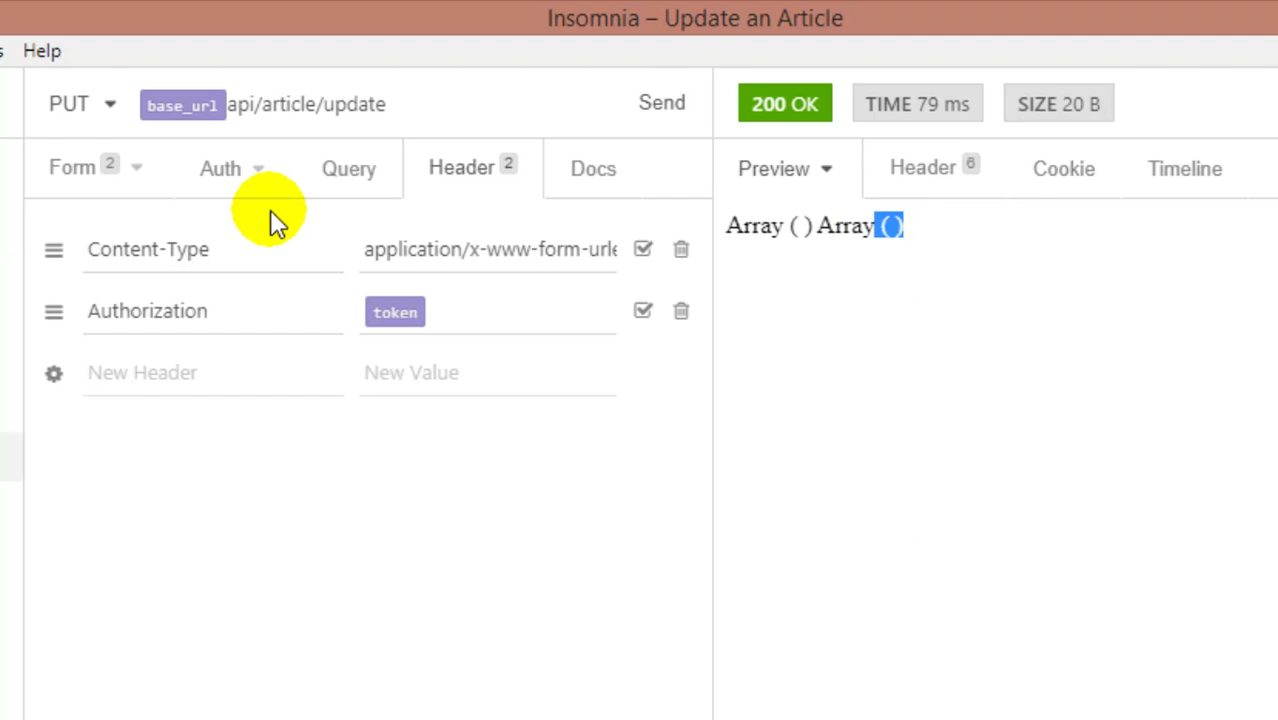 Insomnia – Update an Article
s Help
PUT base_url api/article/update Send 200 OK TIME 79 ms SIZE 20 B
Form 2 Auth Query Header 2 Docs Preview Header 6 Cookie Timeline
Array ( ) Array ( )
Content-Type application/x-www-form-urle
Authorization token
New Header New Value